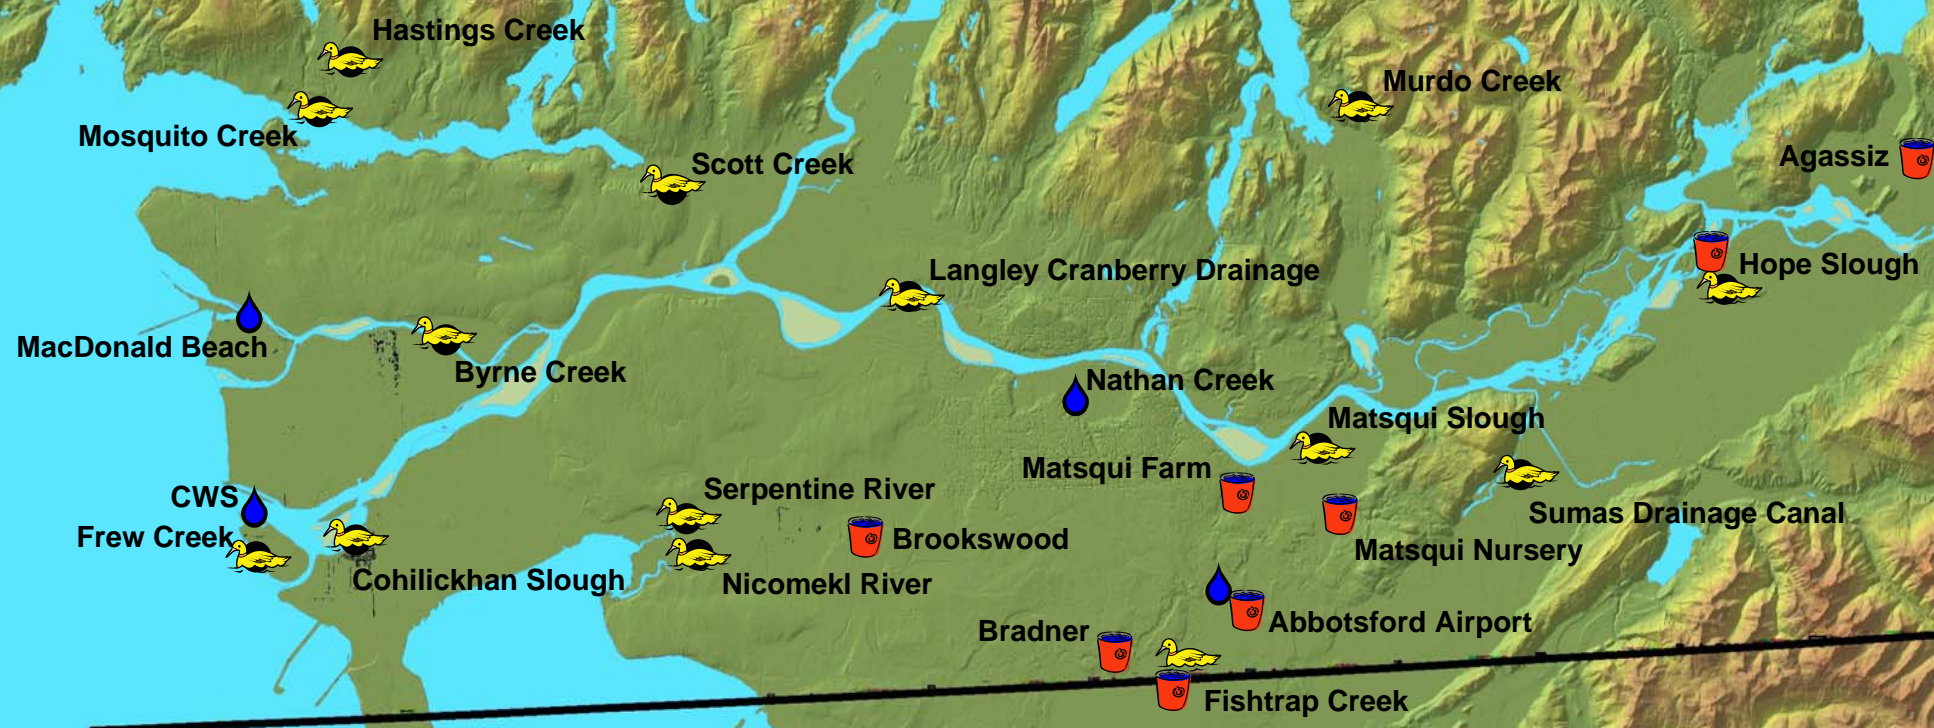 Hastings Creek
Murdo Creek
Mosquito Creek
Scott Creek
Agassiz
Langley Cranberry Drainage
Hope Slough
MacDonald Beach
Byrne Creek
Nathan Creek
Matsqui Slough
Matsqui Farm
CWS
Serpentine River
Sumas Drainage Canal
Frew Creek
Brookswood
Matsqui Nursery
Cohilickhan Slough
Nicomekl River
Bradner
Abbotsford Airport
Fishtrap Creek